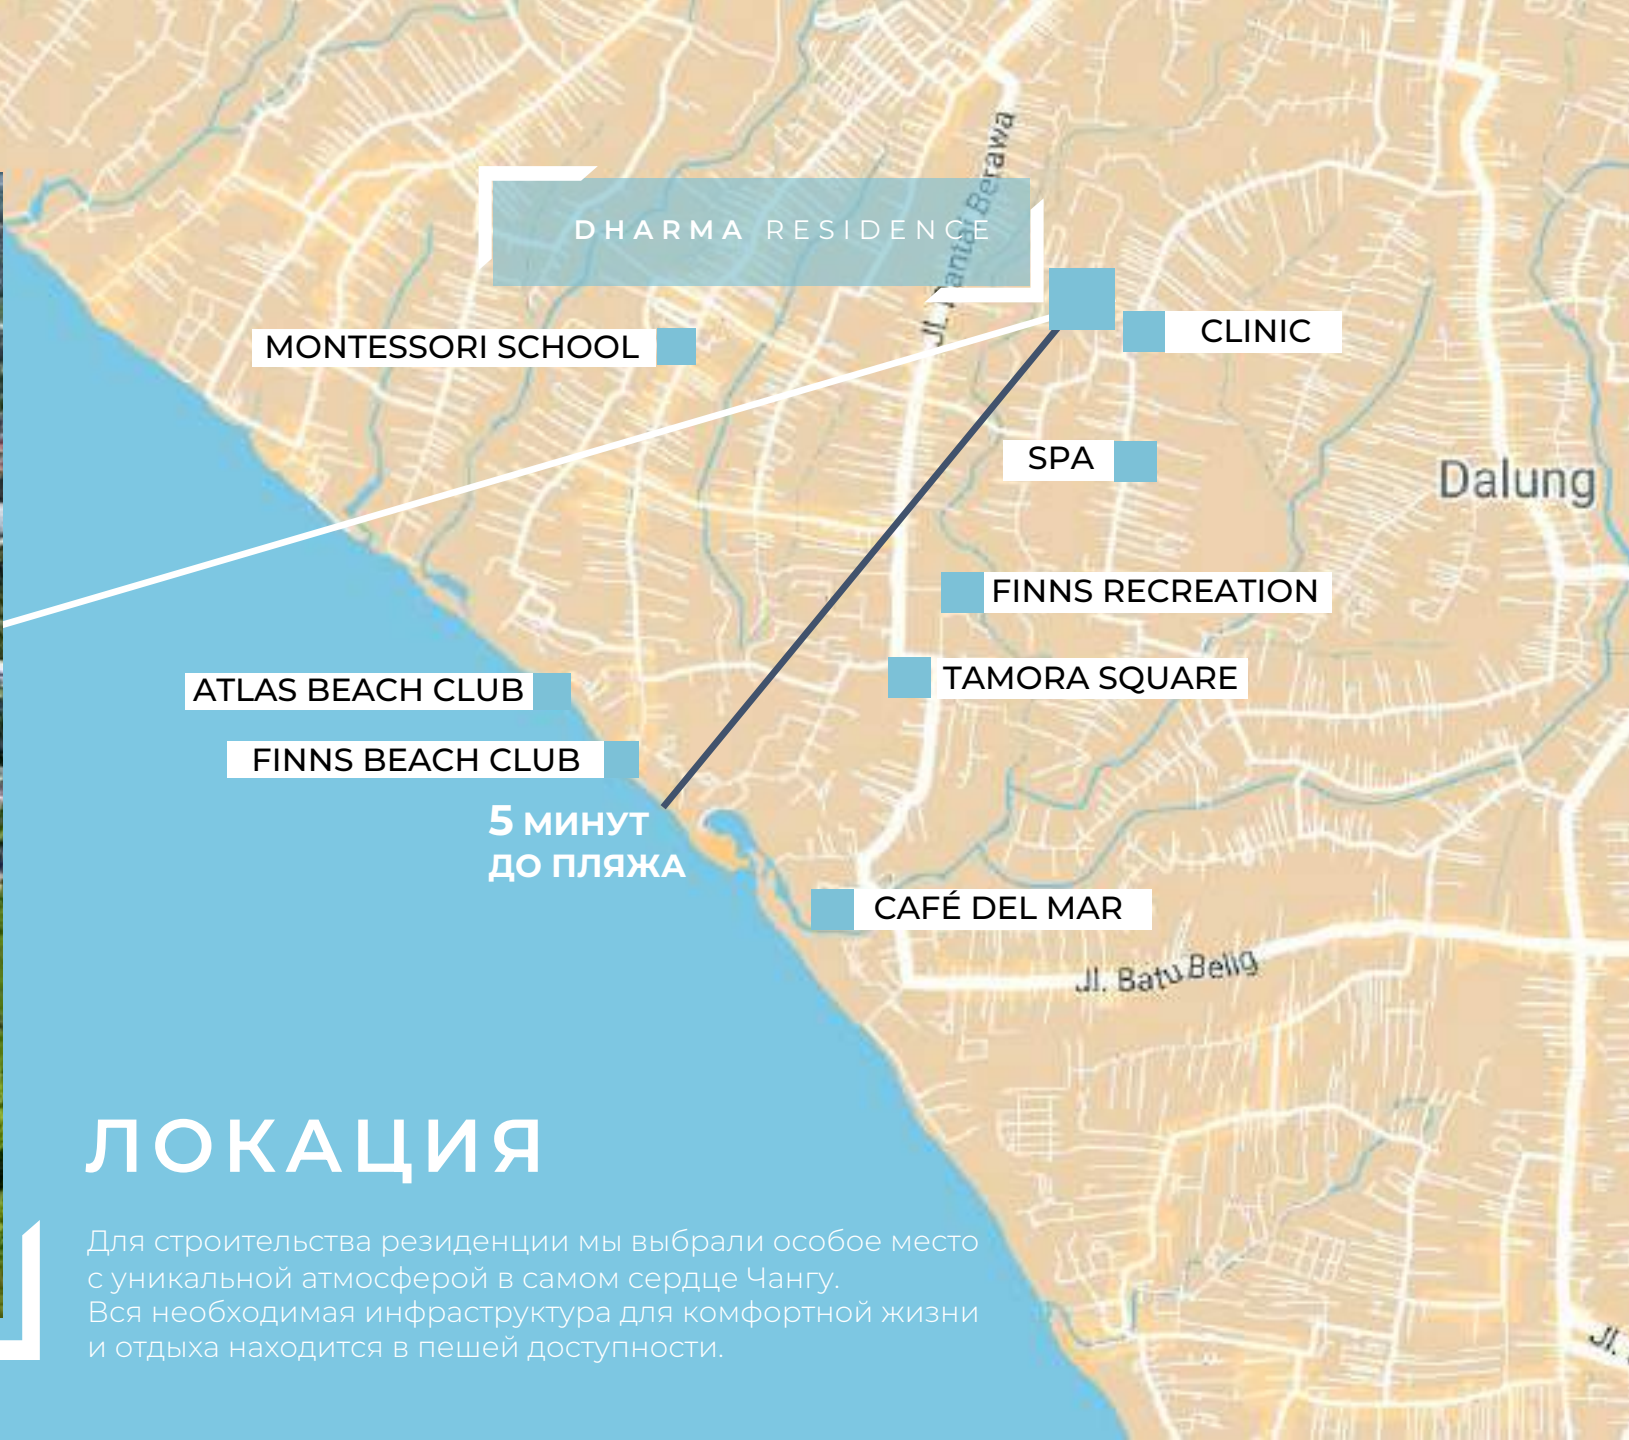 Jl. Pantai Berawa
DHARMA RESIDENCE
MONTESSORI SCHOOL
CLINIC
SPA
Dalung
FINNS RECREATION
TAMORA SQUARE
ATLAS BEACH CLUB
FINNS BEACH CLUB
5 МИНУТ
ДО ПЛЯЖА
CAFÉ DEL MAR
Jl. Batu Belig
ЛОКАЦИЯ
Для строительства резиденции мы выбрали особое место
с уникальной атмосферой в самом сердце Чангу.
Вся необходимая инфраструктура для комфортной жизни
и отдыха находится в пешей доступности.
Jl.